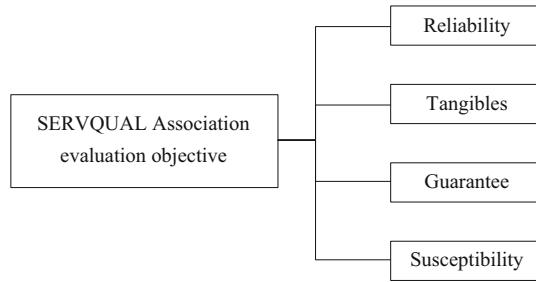 SERVQUAL Association
evaluation objective
Reliability
Tangibles
Guarantee
Susceptibility